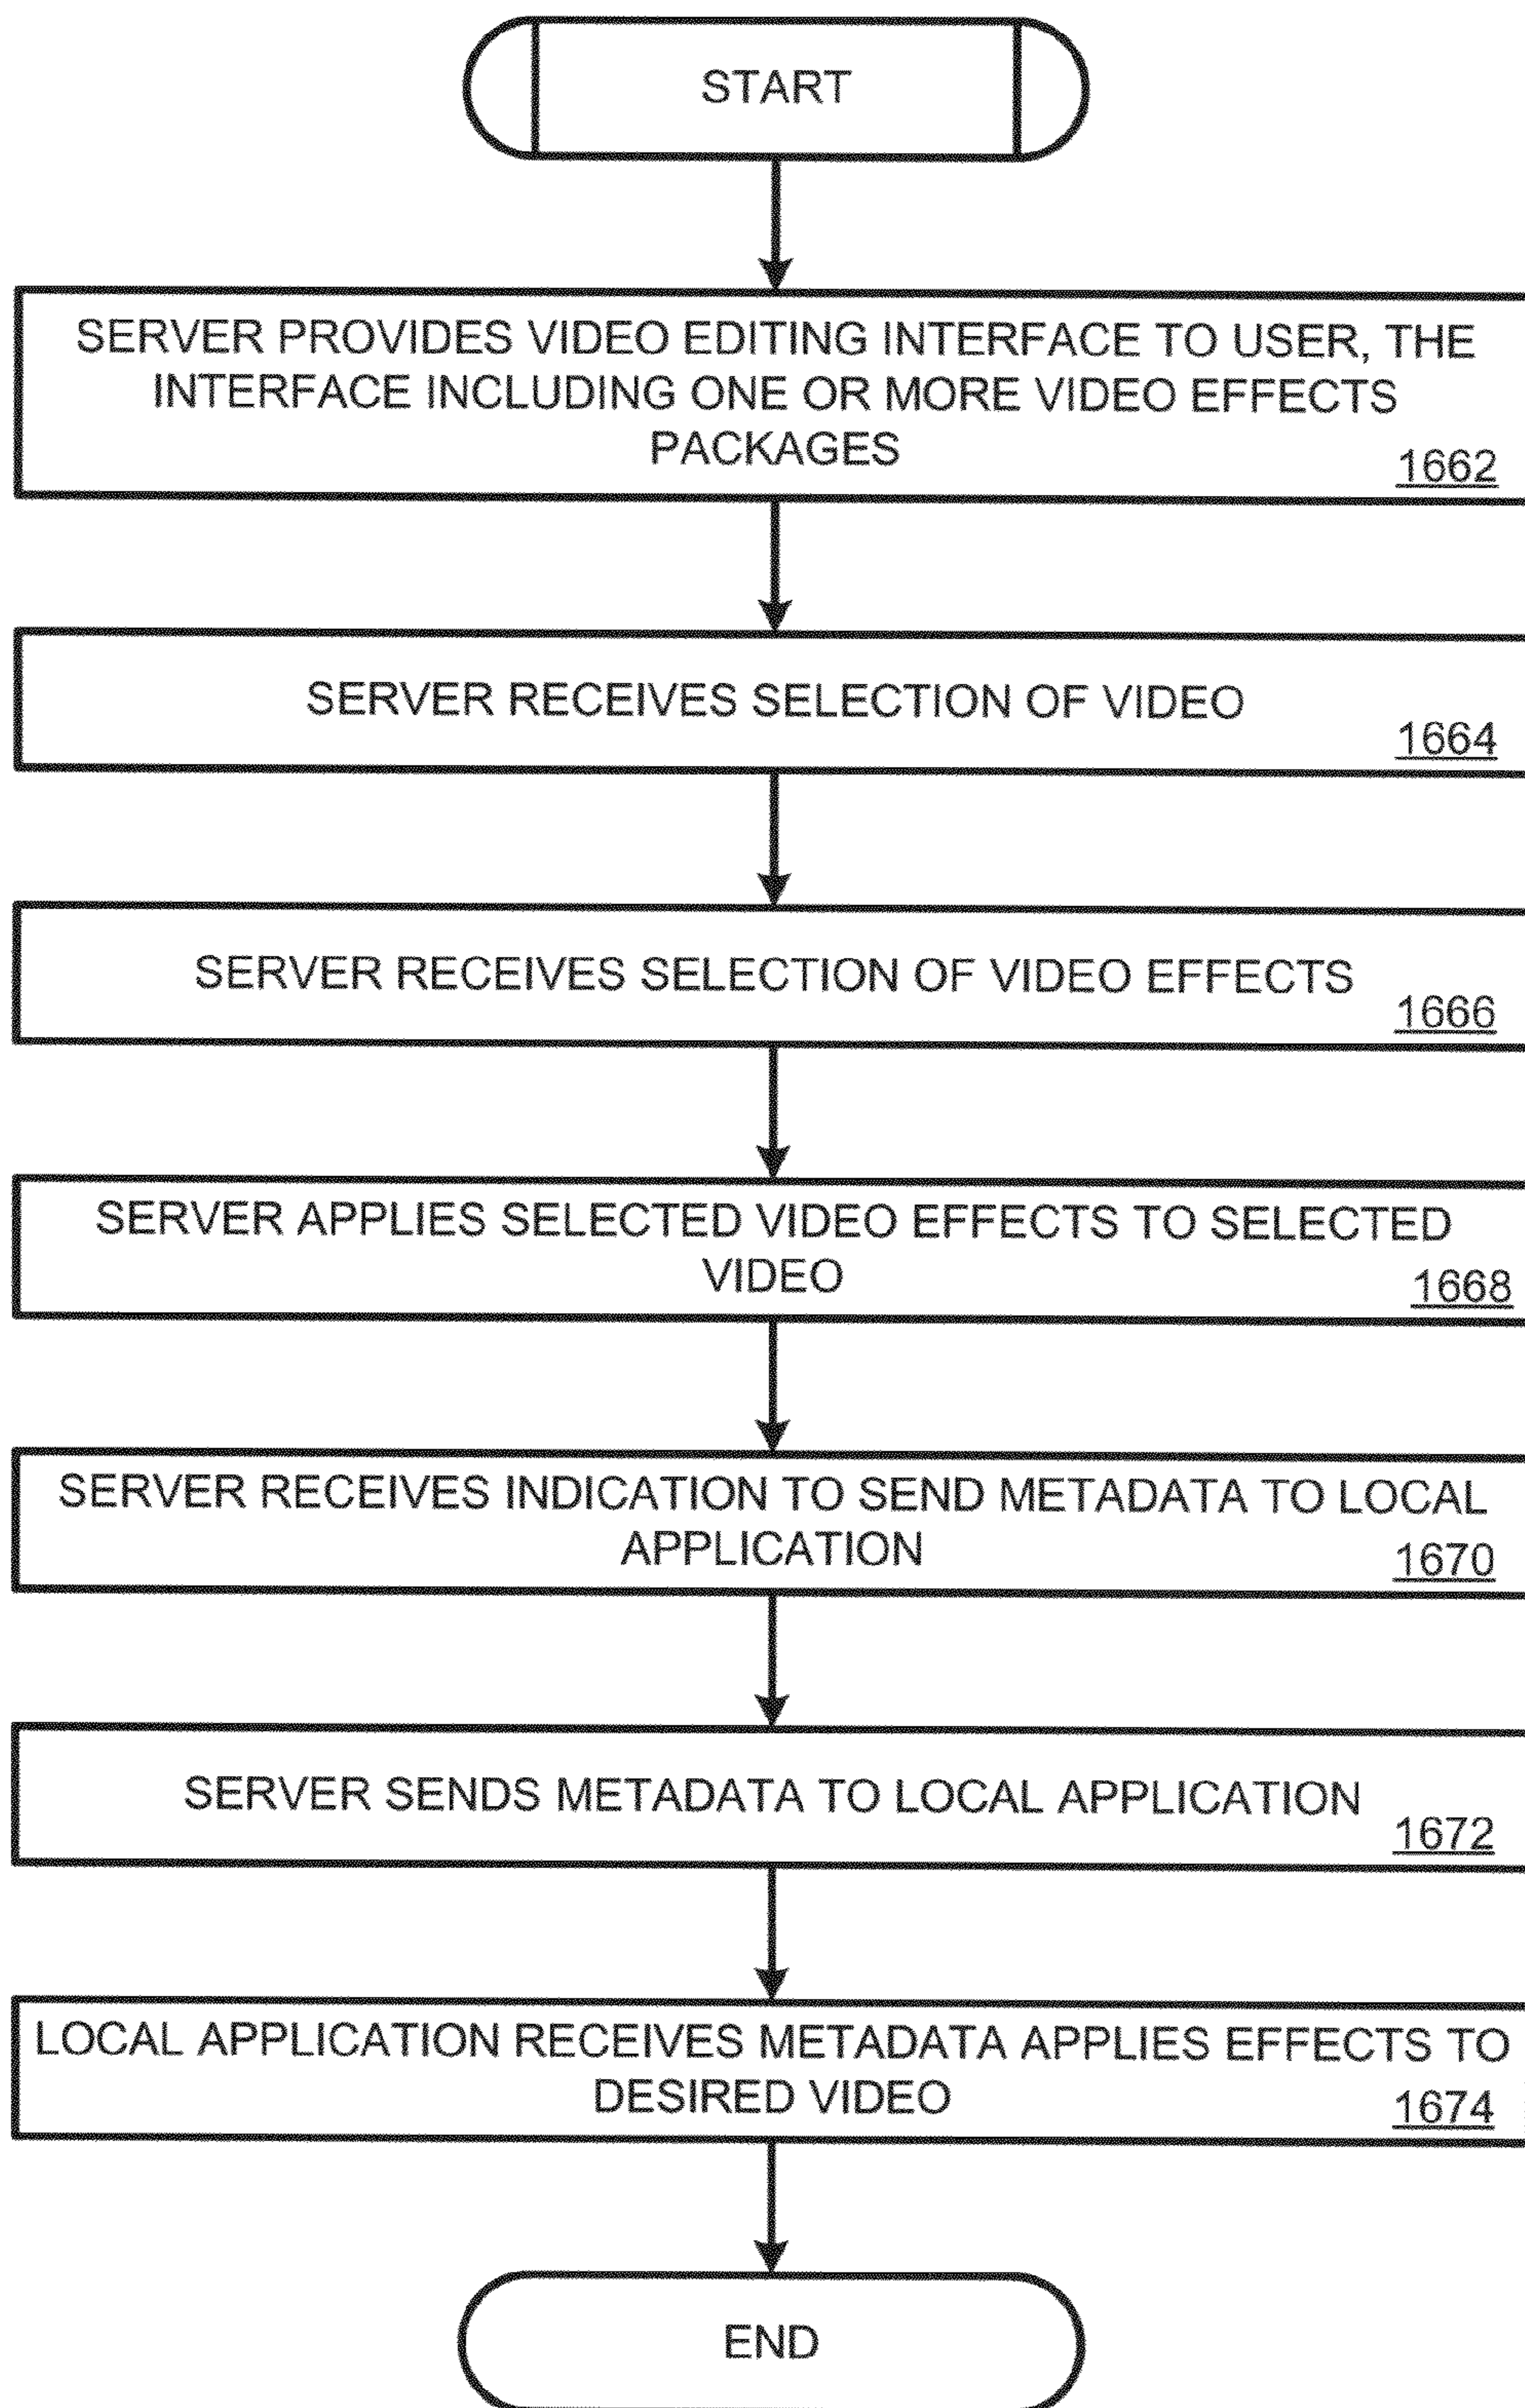 START
SERVER PROVIDES VIDEO EDITING INTERFACE TO USER, THE
INTERFACE INCLUDING ONE OR MORE VIDEO EFFECTS
PACKAGES
1662
SERVER RECEIVES SELECTION OF VIDEO
1664
SERVER RECEIVES SELECTION OF VIDEO EFFECTS
1666
SERVER APPLIES SELECTED VIDEO EFFECTS TO SELECTED
VIDEO
1668
SERVER RECEIVES INDICATION TO SEND METADATA TO LOCAL
APPLICATION
1670
SERVER SENDS METADATA TO LOCAL APPLICATION
1672
LOCAL APPLICATION RECEIVES METADATA APPLIES EFFECTS TO
DESIRED VIDEO
1674
END